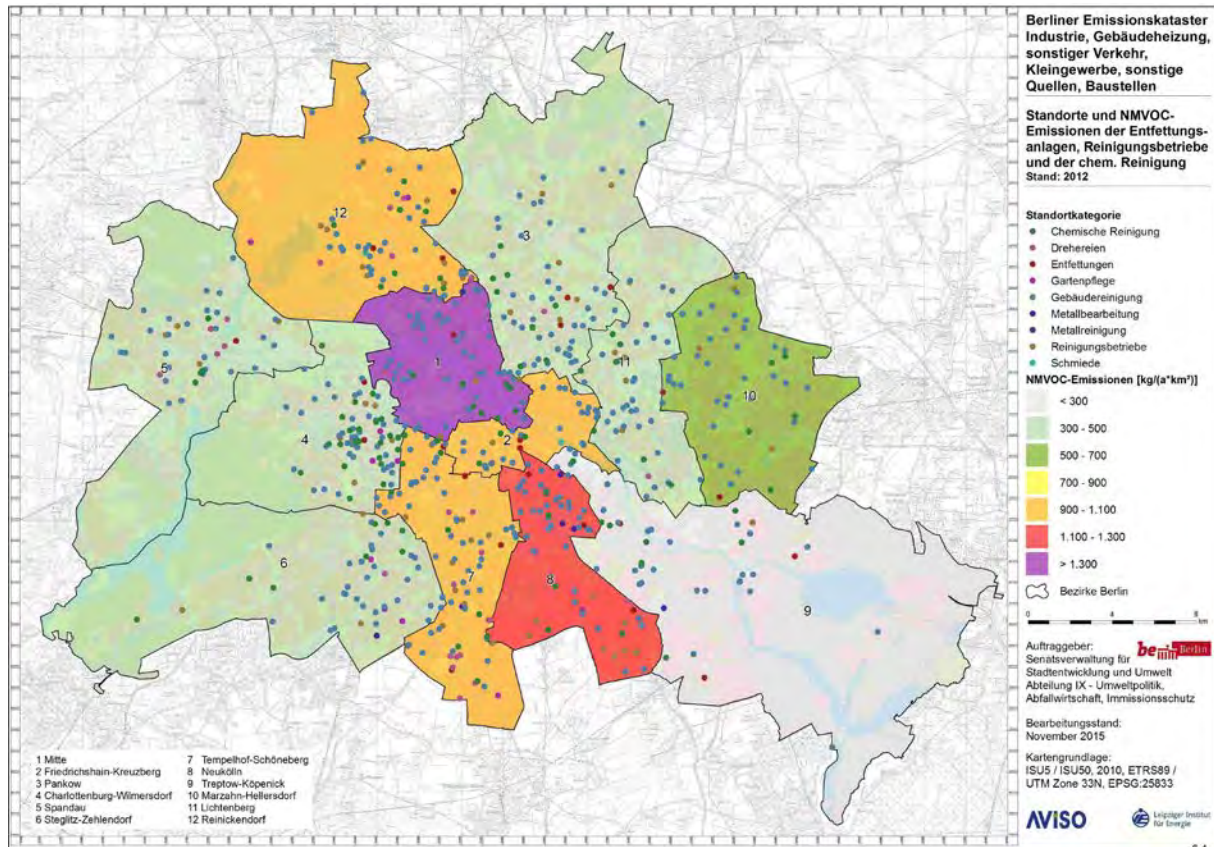 Berliner Emissionskataster
Industrie, Gebäudeheizung,
sonstiger Verkehr,
Kleingewerbe, sonstige
Quellen, Baustellen
Standorte und NMVOC-
Emissionen der Entfettungs-
anlagen, Reinigungsbetriebe
und der chem. Reinigung
Stand: 2012
Standortkategorie
Chemische Reinigung
Drehereien
Entfettungen
Gartenpflege
Gebäudereinigung
Metallbearbeitung
Metallreinigung
Reinigungsbetriebe
Schmiede
NMVOC-Emissionen [kg/(a*km²)]
< 300
300 - 500
500 - 700
700 - 900
900 - 1.100
1.100 - 1.300
> 1.300
Bezirke Berlin
0 4 8
km
Auftraggeber:
be Berlin
Senatsverwaltung für
Stadtentwicklung und Umwelt
Abteilung IX - Umweltpolitik,
Abfallwirtschaft, Immissionsschutz
Bearbeitungsstand:
November 2015
Kartengrundlage:
ISU5 / ISU50, 2010, ETRS89 /
UTM Zone 33N, EPSG:25833
AVISO
Leipziger Institut
für Energie
12
3
5
1
11
10
4
2
6
7
8
9
1 Mitte
2 Friedrichshain-Kreuzberg
3 Pankow
4 Charlottenburg-Wilmersdorf
5 Spandau
6 Steglitz-Zehlendorf
7 Tempelhof-Schöneberg
8 Neukölln
9 Treptow-Köpenick
10 Marzahn-Hellersdorf
11 Lichtenberg
12 Reinickendorf